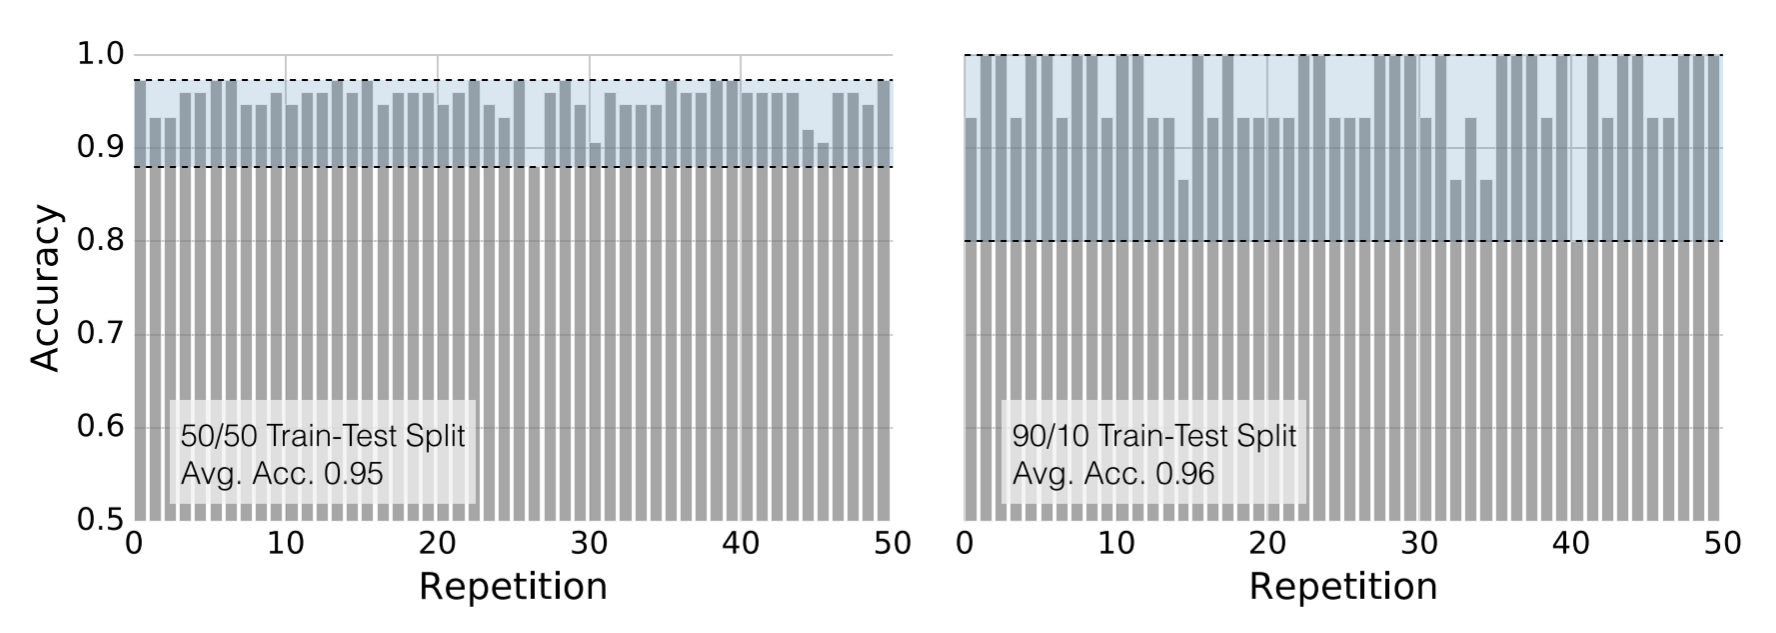 1.0
0.9
0.8
0.7
0.6
0.5
Accuracy
50/50 Train-Test Split
Avg. Acc. 0.95
0 10 20 30 40 50
Repetition
90/10 Train-Test Split
Avg. Acc. 0.96
0 10 20 30 40 50
Repetition